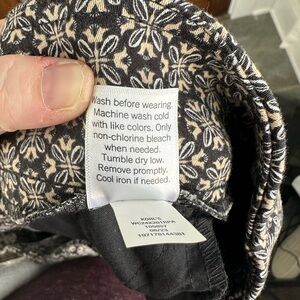 Wash before wearing.
Machine wash cold
with like colors. Only
non-chlorine bleach
when needed.
Tumble dry low.
Remove promptly.
Cool iron if needed.
KOHL'S